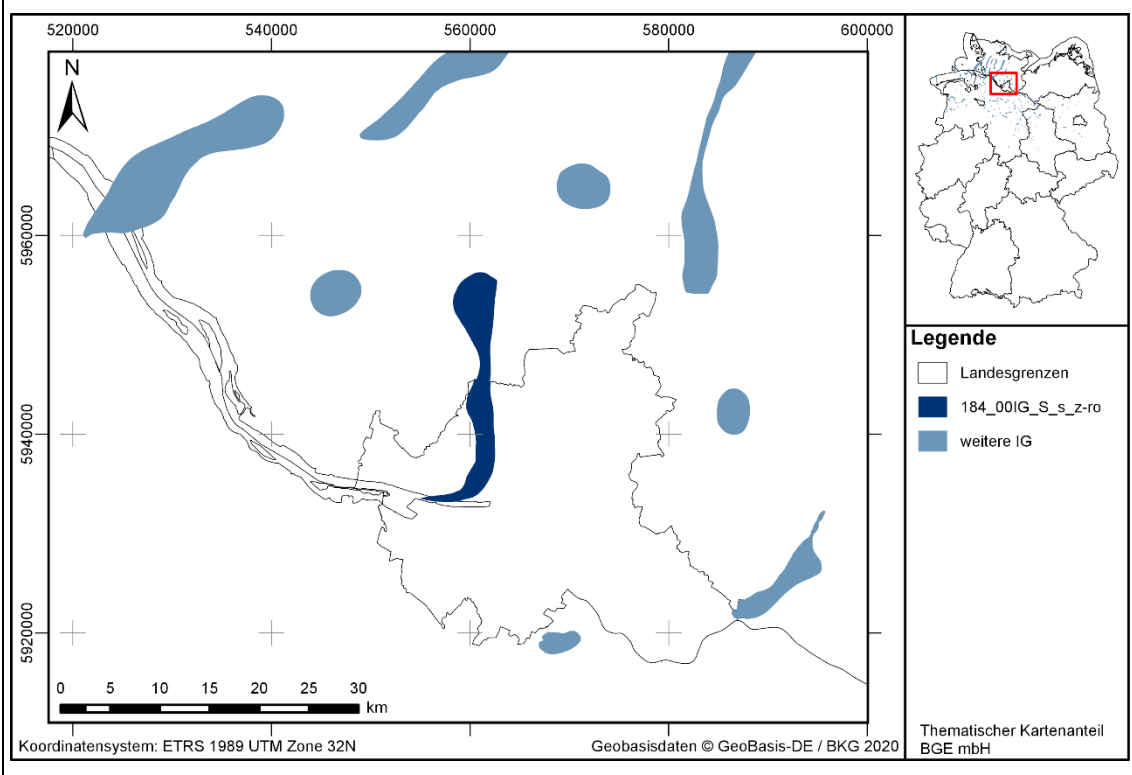 520000 540000 560000 580000 600000
N
5960000
5940000
5920000
0 5 10 15 20 25 30
km
Koordinatensystem: ETRS 1989 UTM Zone 32N
Geobasisdaten © GeoBasis-DE / BKG 2020
Legende
Landesgrenzen
184_00IG_S_s_z-ro
weitere IG
Thematischer Kartenanteil
BGE mbH